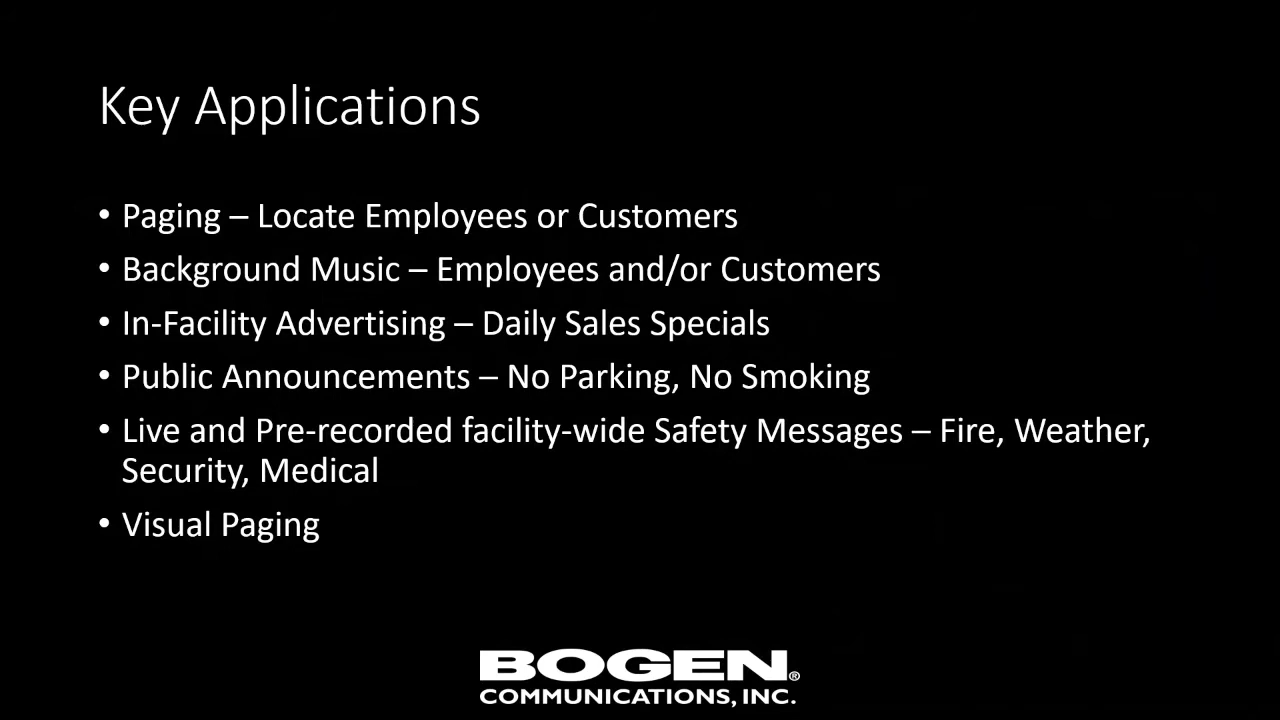 Key Applications
• Paging – Locate Employees or Customers
• Background Music – Employees and/or Customers
• In-Facility Advertising – Daily Sales Specials
• Public Announcements – No Parking, No Smoking
• Live and Pre-recorded facility-wide Safety Messages – Fire, Weather,
Security, Medical
• Visual Paging
BOGEN®
COMMUNICATIONS, INC.